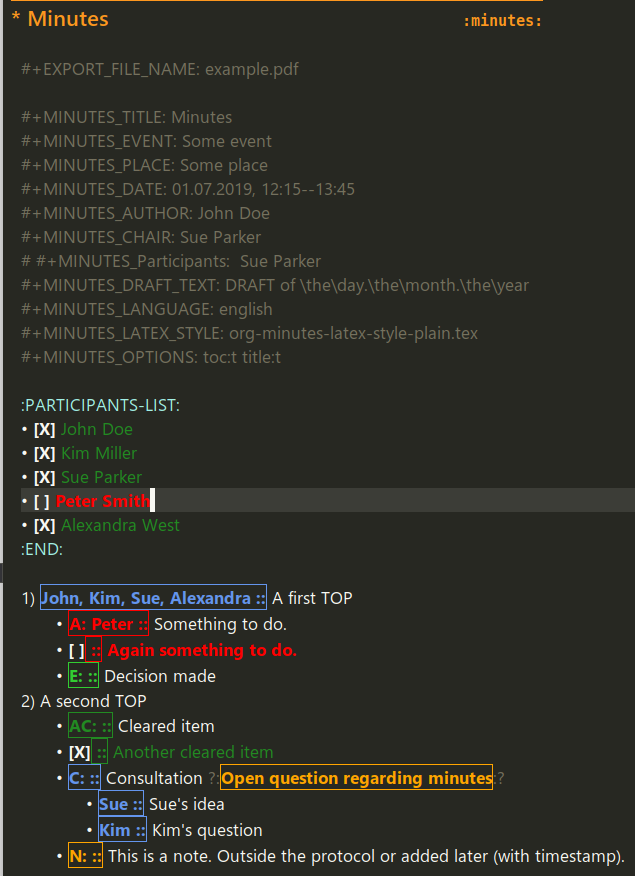 * Minutes :minutes:
#+EXPORT_FILE_NAME: example.pdf
#+MINUTES_TITLE: Minutes
#+MINUTES_EVENT: Some event
#+MINUTES_PLACE: Some place
#+MINUTES_DATE: 01.07.2019, 12:15--13:45
#+MINUTES_AUTHOR: John Doe
#+MINUTES_CHAIR: Sue Parker
# #+MINUTES_Participants:  Sue Parker
#+MINUTES_DRAFT_TEXT: DRAFT of \the\day.\the\month.\the\year
#+MINUTES_LANGUAGE: english
#+MINUTES_LATEX_STYLE: org-minutes-latex-style-plain.tex
#+MINUTES_OPTIONS: toc:t title:t
:PARTICIPANTS-LIST:
• [X] John Doe
• [X] Kim Miller
• [X] Sue Parker
• [ ] Peter Smith
• [X] Alexandra West
:END:
1) John, Kim, Sue, Alexandra :: A first TOP
• A: Peter :: Something to do.
• [ ] :: Again something to do.
• E: :: Decision made
2) A second TOP
• AC: :: Cleared item
• [X] :: Another cleared item
• C: :: Consultation ?:Open question regarding minutes:?
• Sue :: Sue's idea
• Kim :: Kim's question
• N: :: This is a note. Outside the protocol or added later (with timestamp).